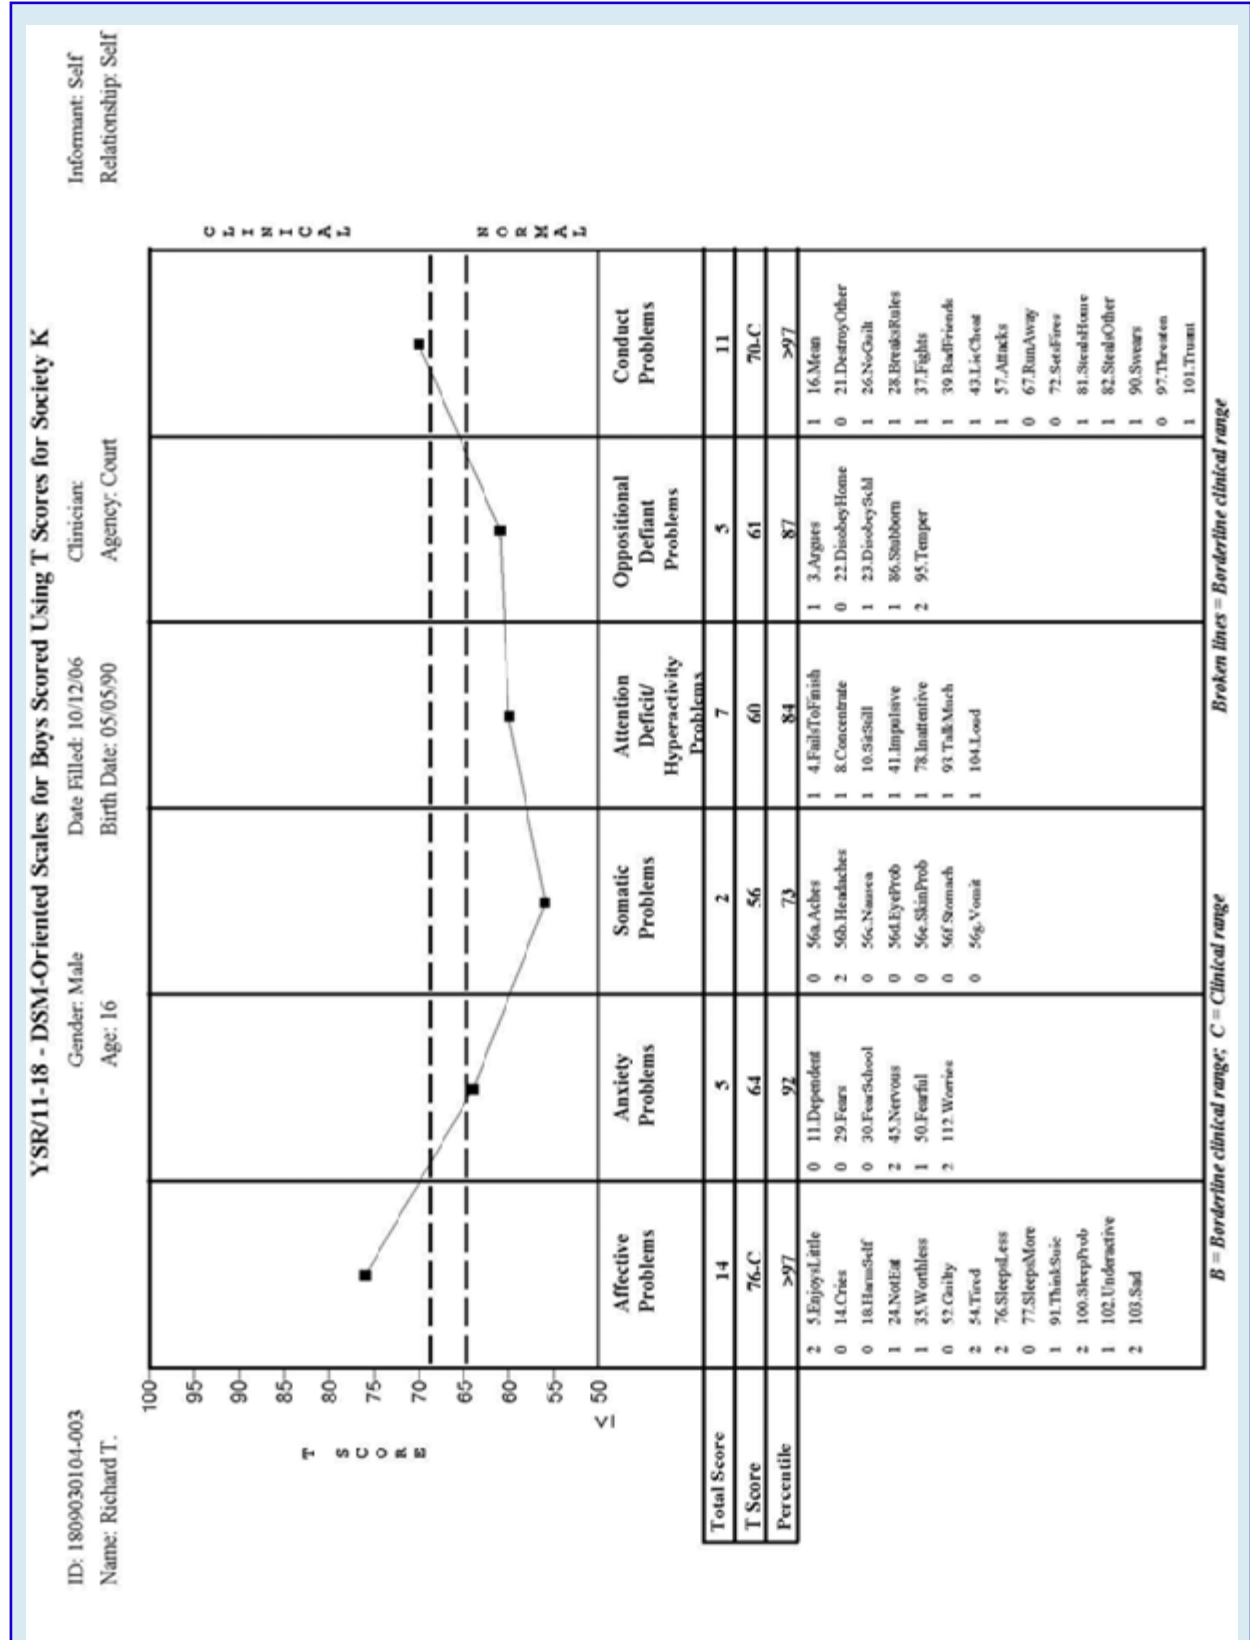 YSR/11-18 - DSM-Oriented Scales for Boys Scored Using T Scores for Society K
ID: 1809030104-003 Gender: Male Date Filled: 10/12/06 Clinician: Informant: Self
Name: Richard T. Age: 16 Birth Date: 05/05/90 Agency: Court Relationship: Self
T SCORE
100
95
90
85
80
75
70
65
60
55
≤ 50
CLINICAL
NORMAL
Affective Problems
Anxiety Problems
Somatic Problems
Attention Deficit/ Hyperactivity Problems
Oppositional Defiant Problems
Conduct Problems
Total Score 14 5 2 7 5 11
T Score 76-C 64 56 60 61 70-C
Percentile >97 92 73 84 87 >97
2 5.EnjoysLittle
0 14.Cries
0 18.HarmSelf
1 24.NotEat
1 35.Worthless
0 52.Guilty
2 54.Tired
2 76.SleepsLess
0 77.SleepsMore
1 91.ThinkSuic
2 100.SleepProb
1 102.Underactive
2 103.Sad
0 11.Dependent
0 29.Fears
0 30.FearSchool
2 45.Nervous
1 50.Fearful
2 112.Worries
0 56a.Aches
2 56b.Headaches
0 56c.Nausea
0 56d.EyeProb
0 56e.SkinProb
0 56f.Stomach
0 56g.Vomit
1 4.FailsToFinish
1 8.Concentrate
1 10.SitStill
1 41.Impulsive
1 78.Inattentive
1 93.TalkMuch
1 104.Loud
1 3.Argues
0 22.DisobeyHome
1 23.DisobeySchl
1 86.Stubborn
2 95.Temper
1 16.Mean
0 21.DestroyOther
1 26.NoGuilt
1 28.BreaksRules
1 37.Fights
1 39.BadFriends
1 43.LieCheat
1 57.Attacks
0 67.RunAway
0 72.SetsFires
1 81.StealsHome
1 82.StealsOther
1 90.Swears
0 97.Threaten
1 101.Truant
B = Borderline clinical range; C = Clinical range Broken lines = Borderline clinical range